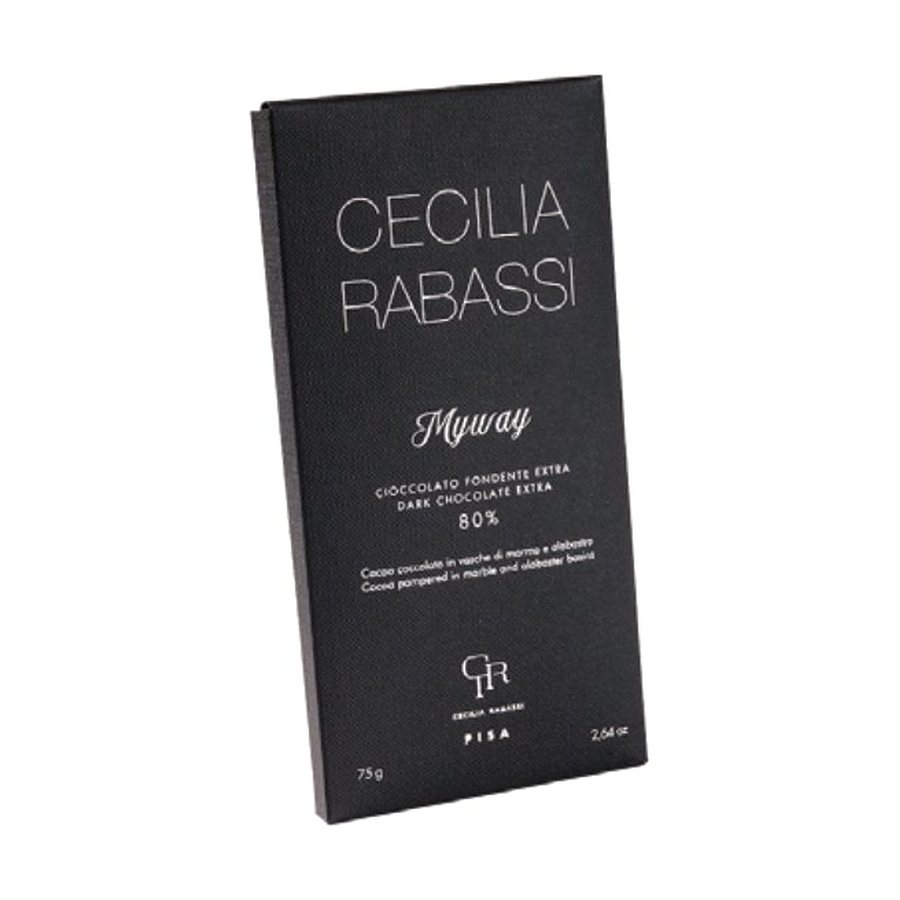 CECILIA
RABASSI
Myway
CIOCCOLATO FONDENTE EXTRA
DARK CHOCOLATE EXTRA
80%
Cacao coccolato in vasche di marmo e alabastro
Cocoa pampered in marble and alabaster basins
CR
CECILIA RABASSI
PISA
75g
2,64 oz